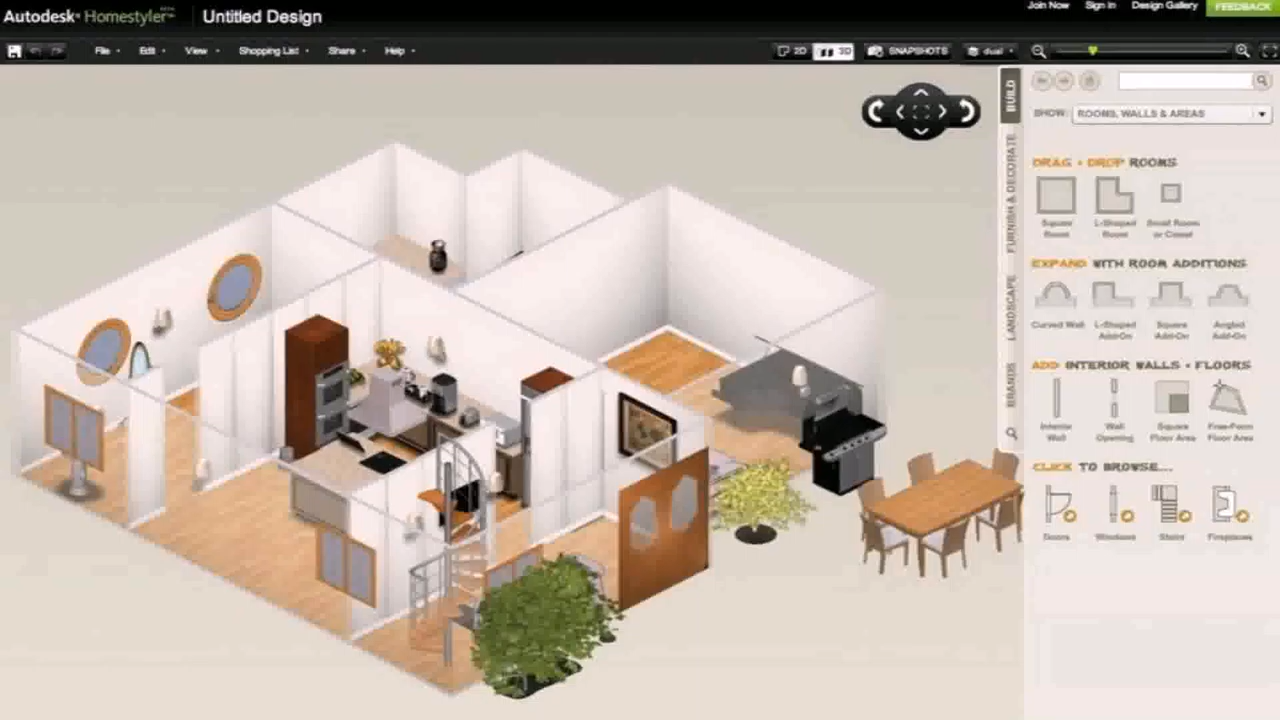 Autodesk Homestyler BETA Untitled Design
Join Now Sign In Design Gallery FEEDBACK
File Edit View Shopping List Share Help
2D 3D SNAPSHOTS dual
BUILD
FURNISH & DECORATE
LANDSCAPE
BRANDS
SHOW: ROOMS, WALLS & AREAS
DRAG + DROP ROOMS
Square Room
L-Shaped Room
Small Room or Closet
EXPAND WITH ROOM ADDITIONS
Curved Wall
L-Shaped Add-On
Square Add-On
Angled Add-On
ADD INTERIOR WALLS + FLOORS
Interior Wall
Wall Opening
Square Floor Area
Free-Form Floor Area
CLICK TO BROWSE...
Doors Windows Stairs Fireplaces